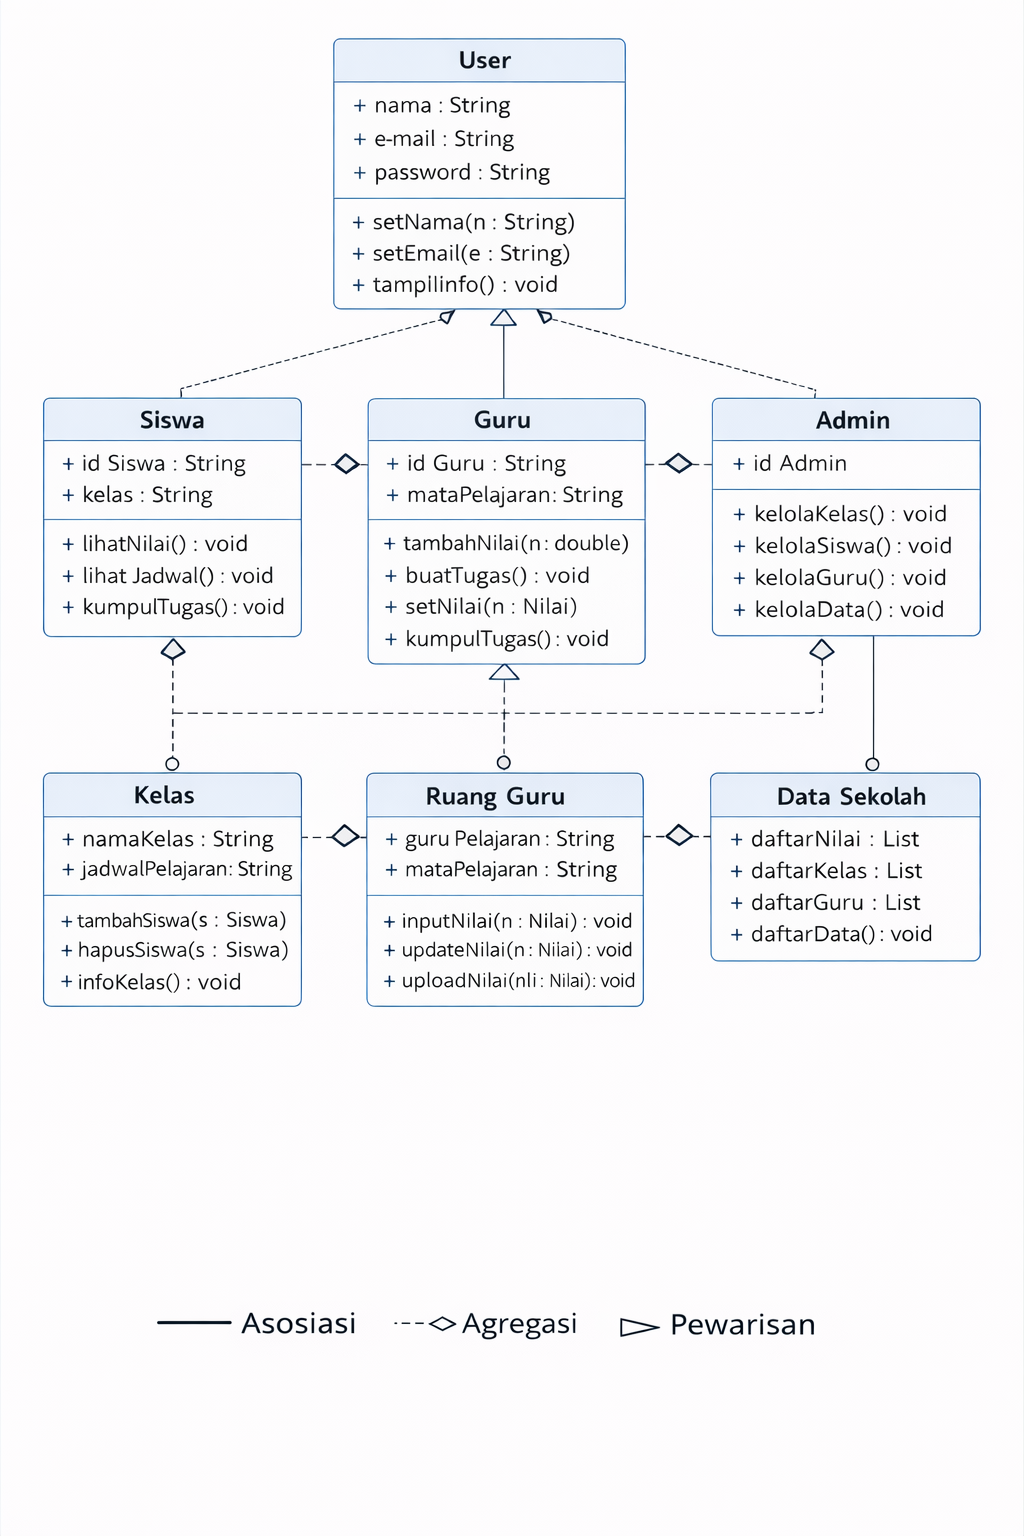 User
+ nama : String
+ e-mail : String
+ password : String
+ setNama(n : String)
+ setEmail(e : String)
+ tampilinfo() : void
Siswa
+ id Siswa : String
+ kelas : String
+ lihatNilai() : void
+ lihat Jadwal() : void
+ kumpulTugas() : void
Guru
+ id Guru : String
+ mataPelajaran: String
+ tambahNilai(n: double)
+ buatTugas() : void
+ setNilai(n : Nilai)
+ kumpulTugas() : void
Admin
+ id Admin
+ kelolaKelas() : void
+ kelolaSiswa() : void
+ kelolaGuru() : void
+ kelolaData() : void
Kelas
+ namaKelas : String
+ jadwalPelajaran: String
+ tambahSiswa(s : Siswa)
+ hapusSiswa(s : Siswa)
+ infoKelas() : void
Ruang Guru
+ guru Pelajaran : String
+ mataPelajaran : String
+ inputNilai(n : Nilai) : void
+ updateNilai(n : Nilai) : void
+ uploadNilai(nli : Nilai): void
Data Sekolah
+ daftarNilai : List
+ daftarKelas : List
+ daftarGuru : List
+ daftarData() : void
Asosiasi
Agregasi
Pewarisan